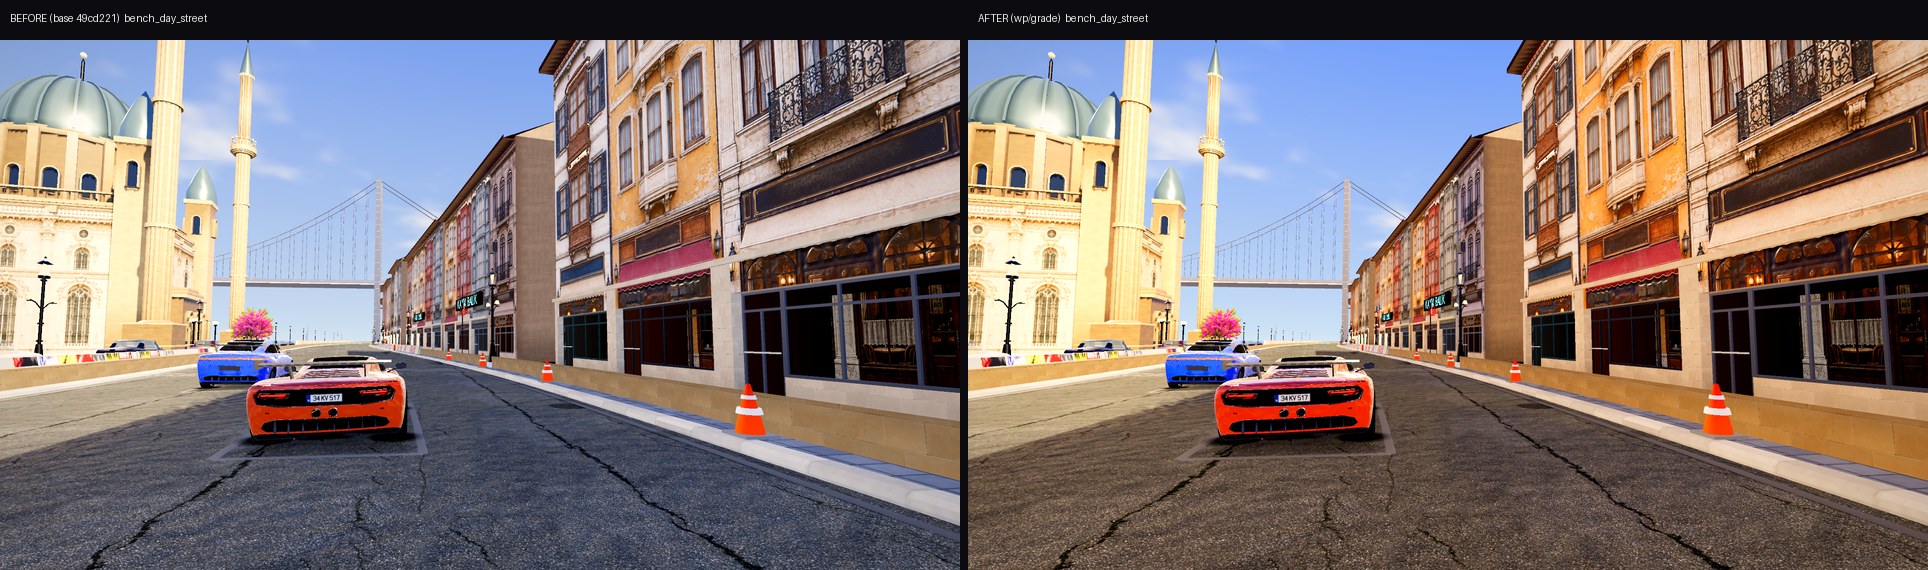 BEFORE (base 49cd221) bench_day_street
AFTER (wp/grade) bench_day_street
34 KV 517
34 KV 517